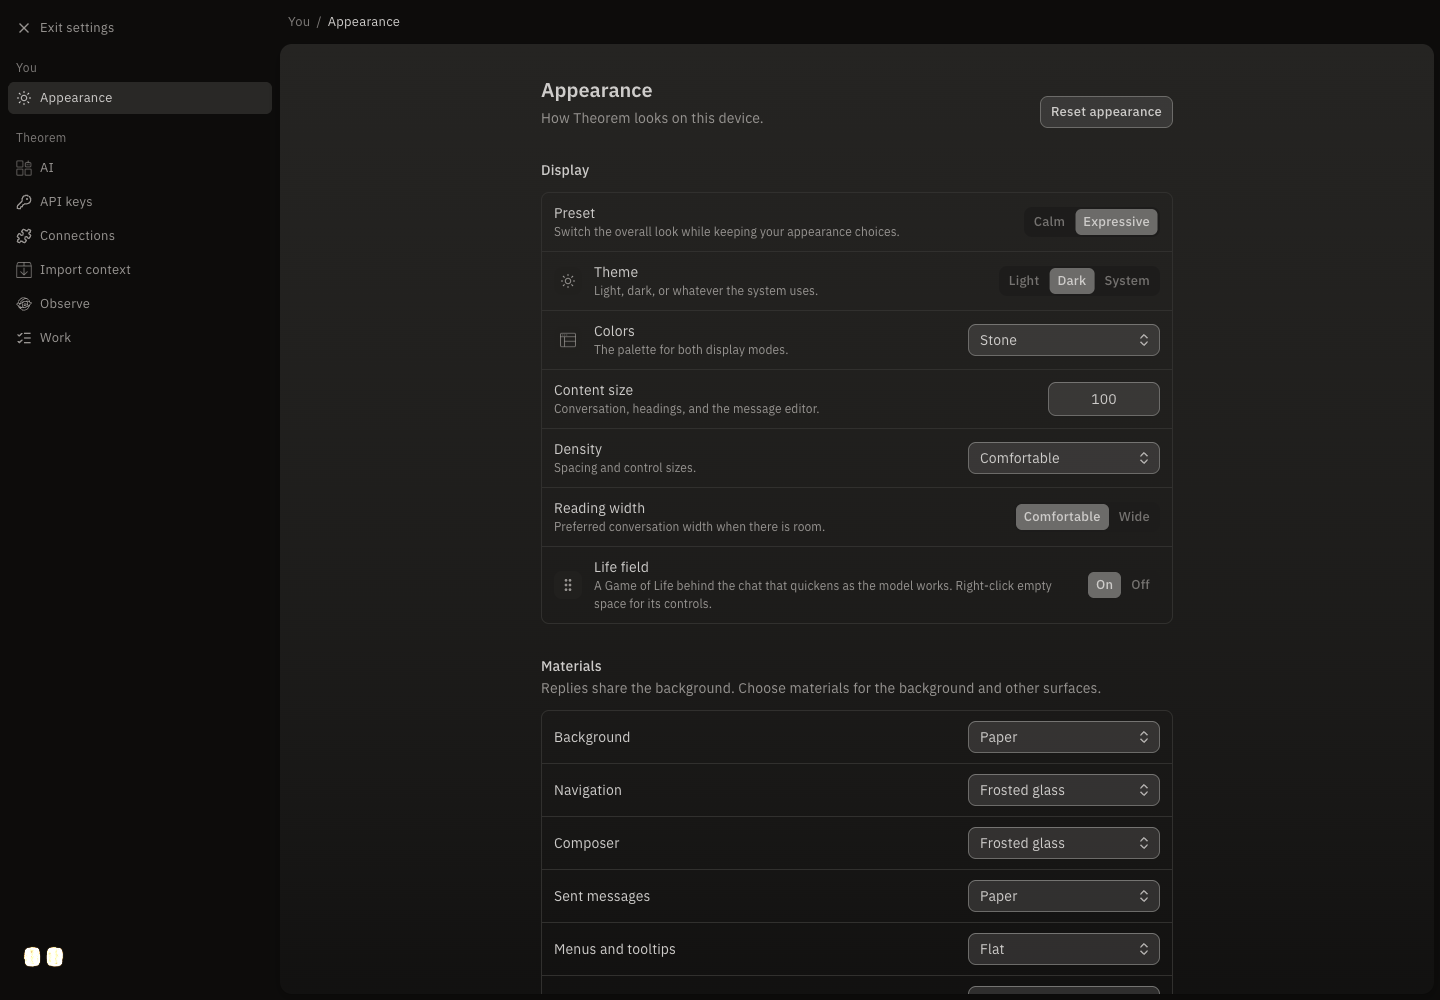 Exit settings
You / Appearance
You
Appearance
Theorem
AI
API keys
Connections
Import context
Observe
Work
Appearance
How Theorem looks on this device.
Reset appearance
Display
Preset
Switch the overall look while keeping your appearance choices.
Calm Expressive
Theme
Light, dark, or whatever the system uses.
Light Dark System
Colors
The palette for both display modes.
Stone
Content size
Conversation, headings, and the message editor.
100
Density
Spacing and control sizes.
Comfortable
Reading width
Preferred conversation width when there is room.
Comfortable Wide
Life field
A Game of Life behind the chat that quickens as the model works. Right-click empty
space for its controls.
On Off
Materials
Replies share the background. Choose materials for the background and other surfaces.
Background Paper
Navigation Frosted glass
Composer Frosted glass
Sent messages Paper
Menus and tooltips Flat